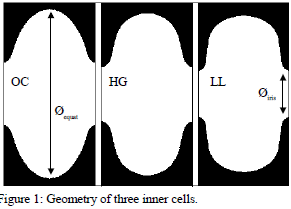 OC
HG
LL
Øequat
Øiris
Figure 1: Geometry of three inner cells.